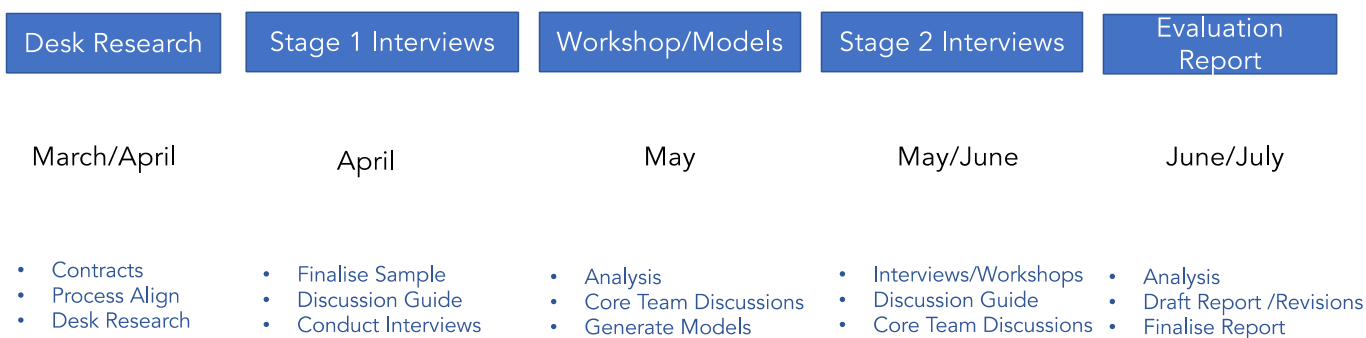 Desk Research
Stage 1 Interviews
Workshop/Models
Stage 2 Interviews
Evaluation
Report
March/April
April
May
May/June
June/July
• Contracts
• Process Align
• Desk Research
• Finalise Sample
• Discussion Guide
• Conduct Interviews
• Analysis
• Core Team Discussions
• Generate Models
• Interviews/Workshops
• Discussion Guide
• Core Team Discussions
• Analysis
• Draft Report /Revisions
• Finalise Report